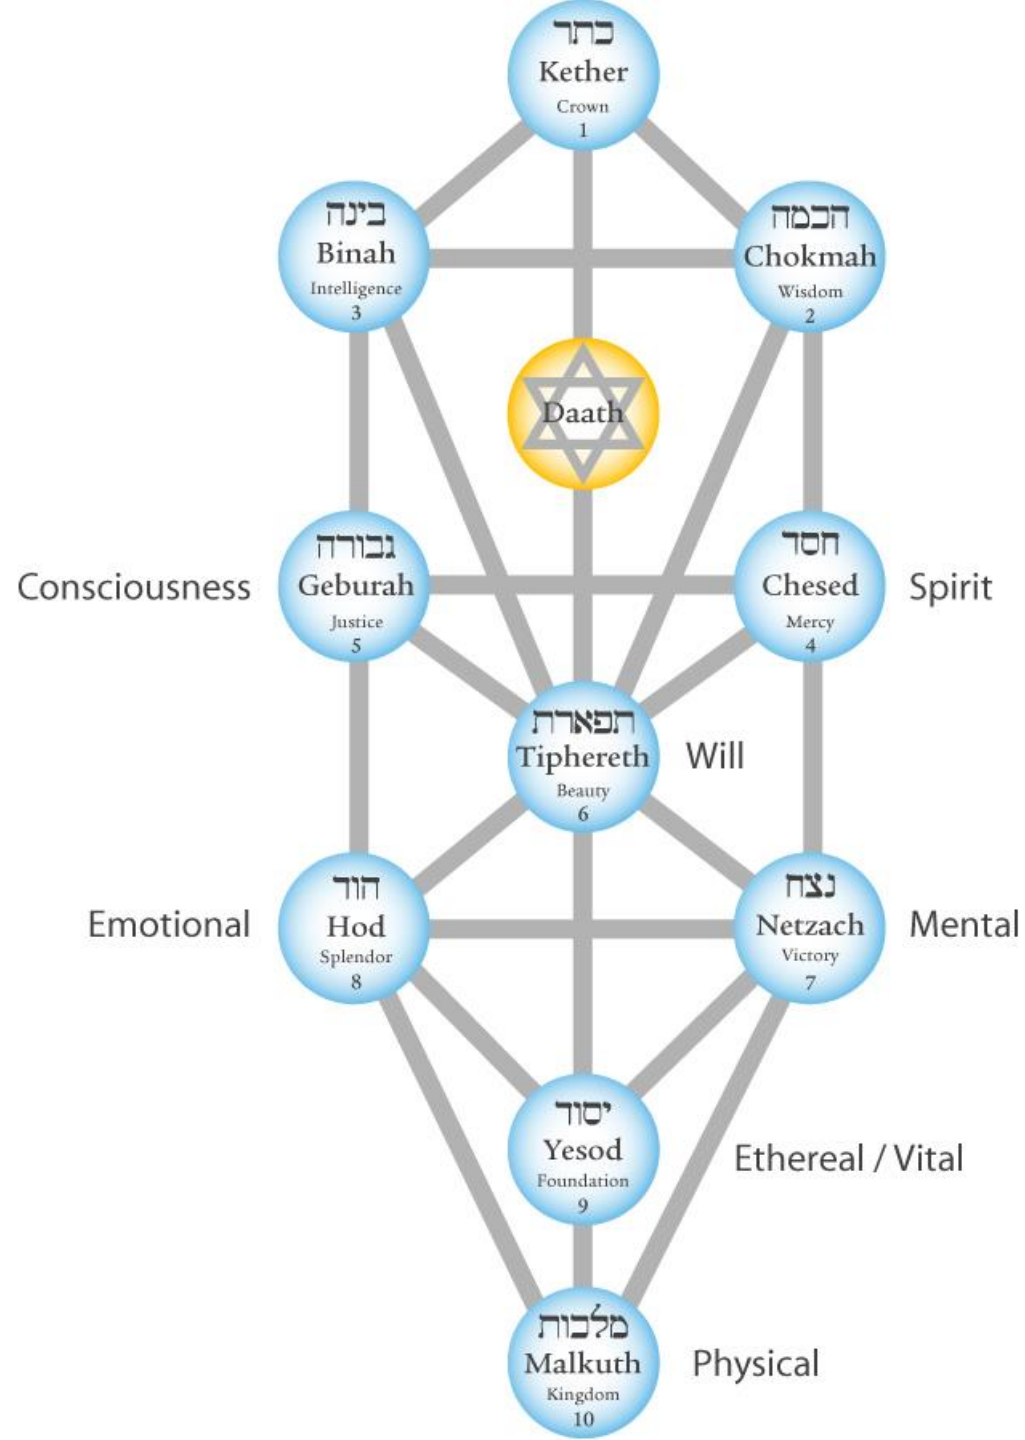 כתר
Kether
Crown
1
בינה
Binah
Intelligence
3
הכמה
Chokmah
Wisdom
2
Daath
Consciousness
גבורה
Geburah
Justice
5
חסד
Chesed
Mercy
4
Spirit
תפארת
Tiphereth
Beauty
6
Will
Emotional
הוד
Hod
Splendor
8
נצח
Netzach
Victory
7
Mental
יסוד
Yesod
Foundation
9
Ethereal / Vital
מלכות
Malkuth
Kingdom
10
Physical